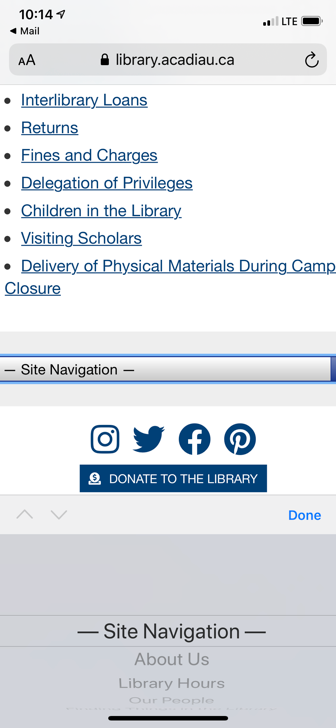 10:14
LTE
Mail
AA
library.acadiau.ca
Interlibrary Loans
Returns
Fines and Charges
Delegation of Privileges
Children in the Library
Visiting Scholars
Delivery of Physical Materials During Camp
Closure
— Site Navigation —
DONATE TO THE LIBRARY
Done
— Site Navigation —
About Us
Library Hours
Our People